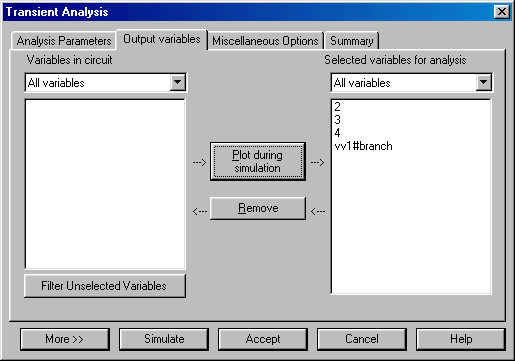 Transient Analysis
Analysis Parameters
Output variables
Miscellaneous Options
Summary
Variables in circuit
Selected variables for analysis
All variables
All variables
2
3
4
vv1#branch
---> Plot during simulation --->
<--- Remove <---
Filter Unselected Variables
More >>
Simulate
Accept
Cancel
Help